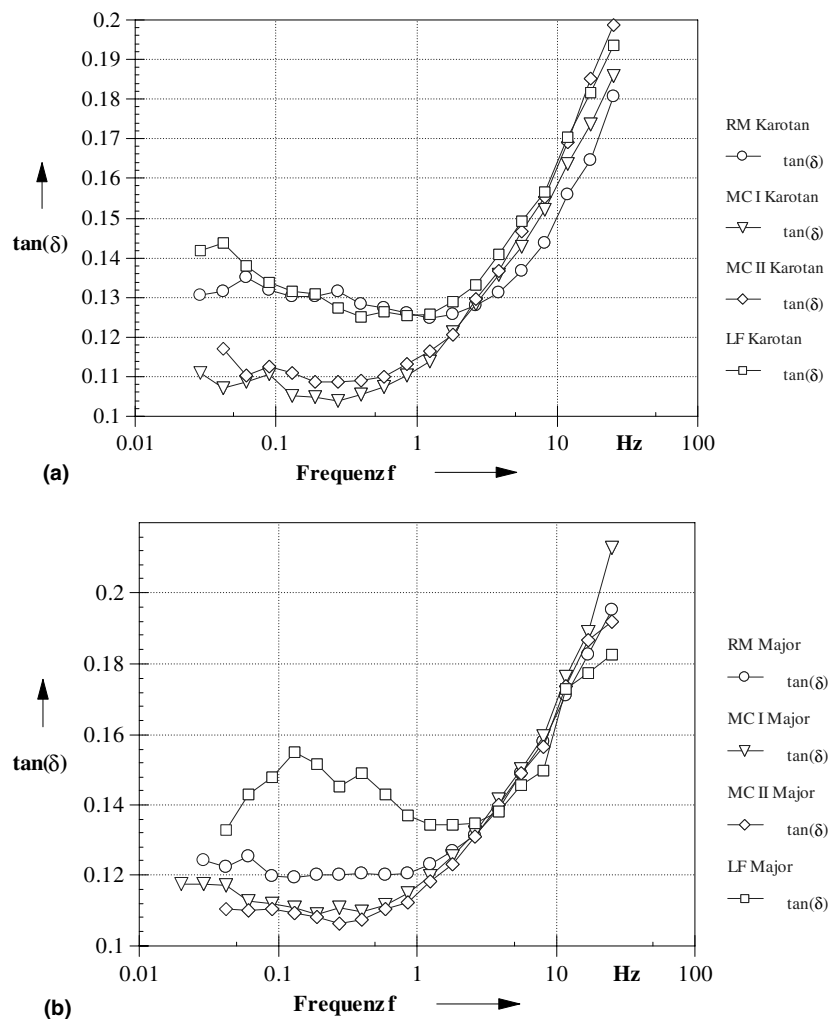 0.2
0.19
0.18
0.17
0.16
0.15
tan(δ)
0.14
0.13
0.12
0.11
0.1
0.01 0.1 1 10 Hz 100
(a) Frequenz f
RM Karotan
tan(δ)
MC I Karotan
tan(δ)
MC II Karotan
tan(δ)
LF Karotan
tan(δ)
0.2
0.18
0.16
tan(δ)
0.14
0.12
0.1
0.01 0.1 1 10 Hz 100
(b) Frequenz f
RM Major
tan(δ)
MC I Major
tan(δ)
MC II Major
tan(δ)
LF Major
tan(δ)